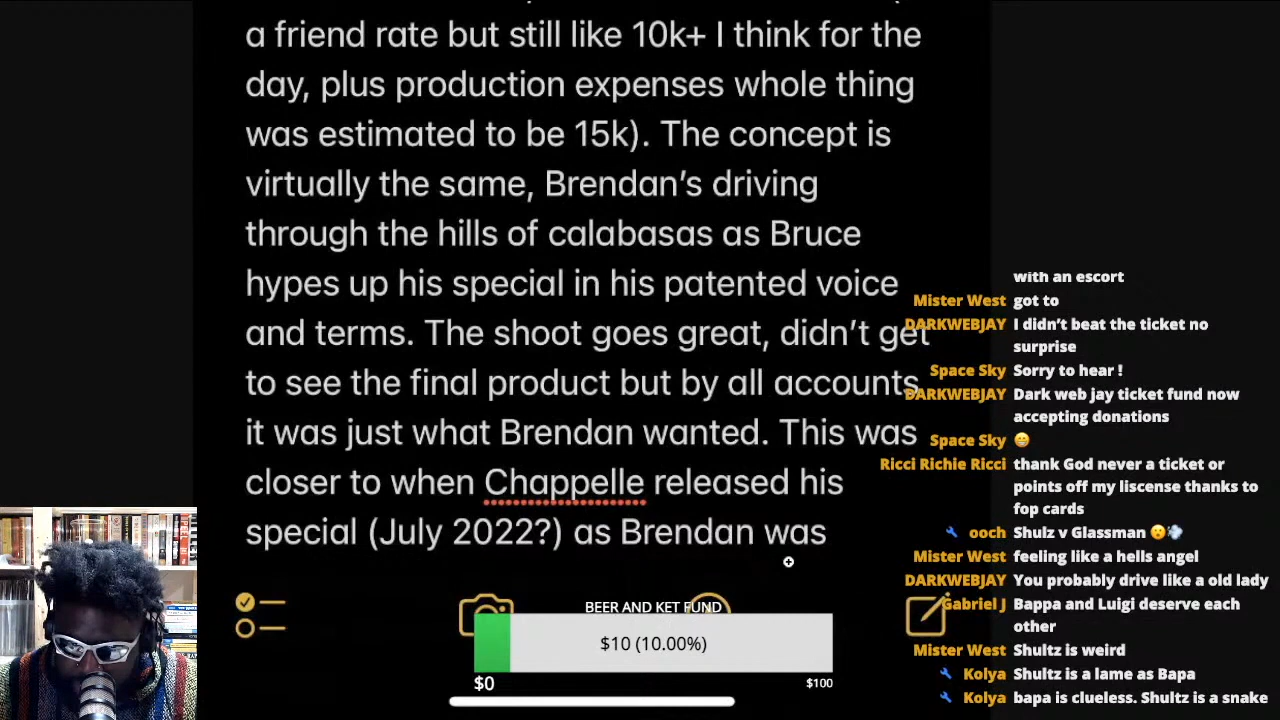 a friend rate but still like 10k+ I think for the
day, plus production expenses whole thing
was estimated to be 15k). The concept is
virtually the same, Brendan's driving
through the hills of calabasas as Bruce
hypes up his special in his patented voice
and terms. The shoot goes great, didn't get
to see the final product but by all accounts
it was just what Brendan wanted. This was
closer to when Chappelle released his
special (July 2022?) as Brendan was
BEER AND KET FUND
$10 (10.00%)
$0
$100
with an escort
Mister West got to
DARKWEBJAY I didn't beat the ticket no
surprise
Space Sky Sorry to hear !
DARKWEBJAY Dark web jay ticket fund now
accepting donations
Space Sky 😁
Ricci Richie Ricci thank God never a ticket or
points off my liscense thanks to
fop cards
ooch Shulz v Glassman 😮💨
Mister West feeling like a hells angel
DARKWEBJAY You probably drive like a old lady
Gabriel J Bappa and Luigi deserve each
other
Mister West Shultz is weird
Kolya Shultz is a lame as Bapa
Kolya bapa is clueless. Shultz is a snake